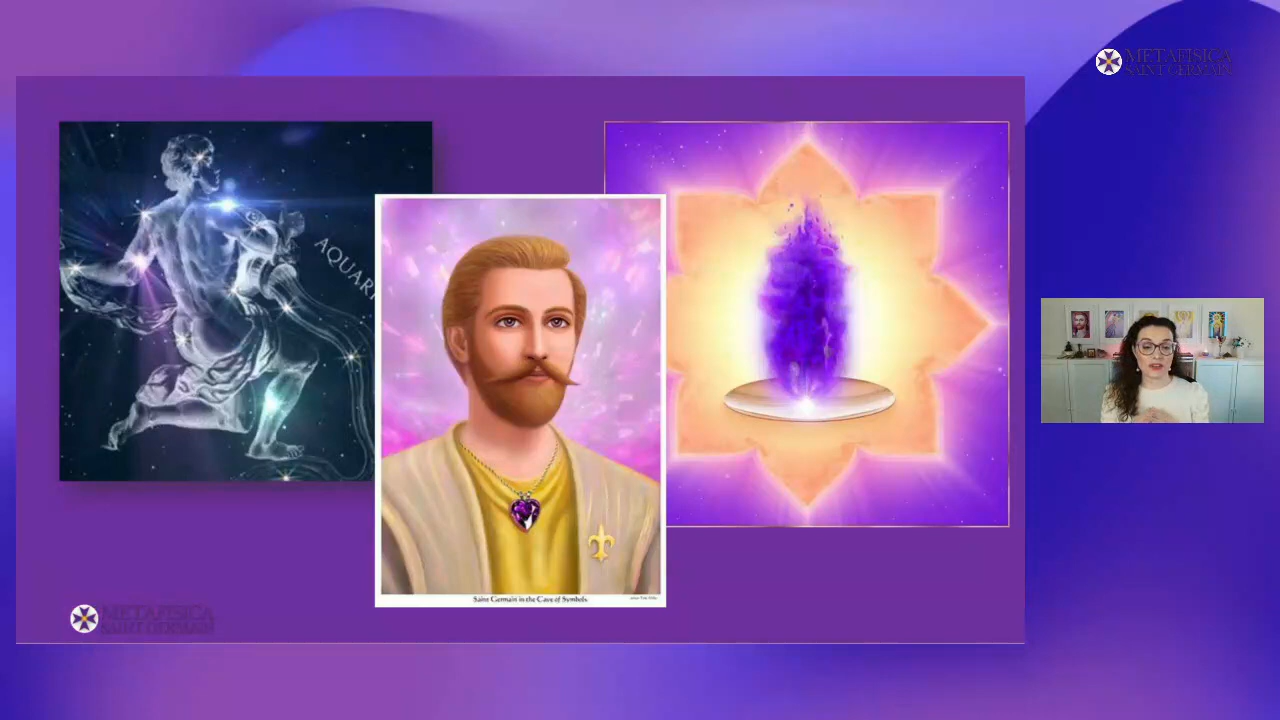 METAFISICA
SAINT GERMAIN
AQUARI
Saint Germain in the Cave of Symbols
METAFISICA
SAINT GERMAIN